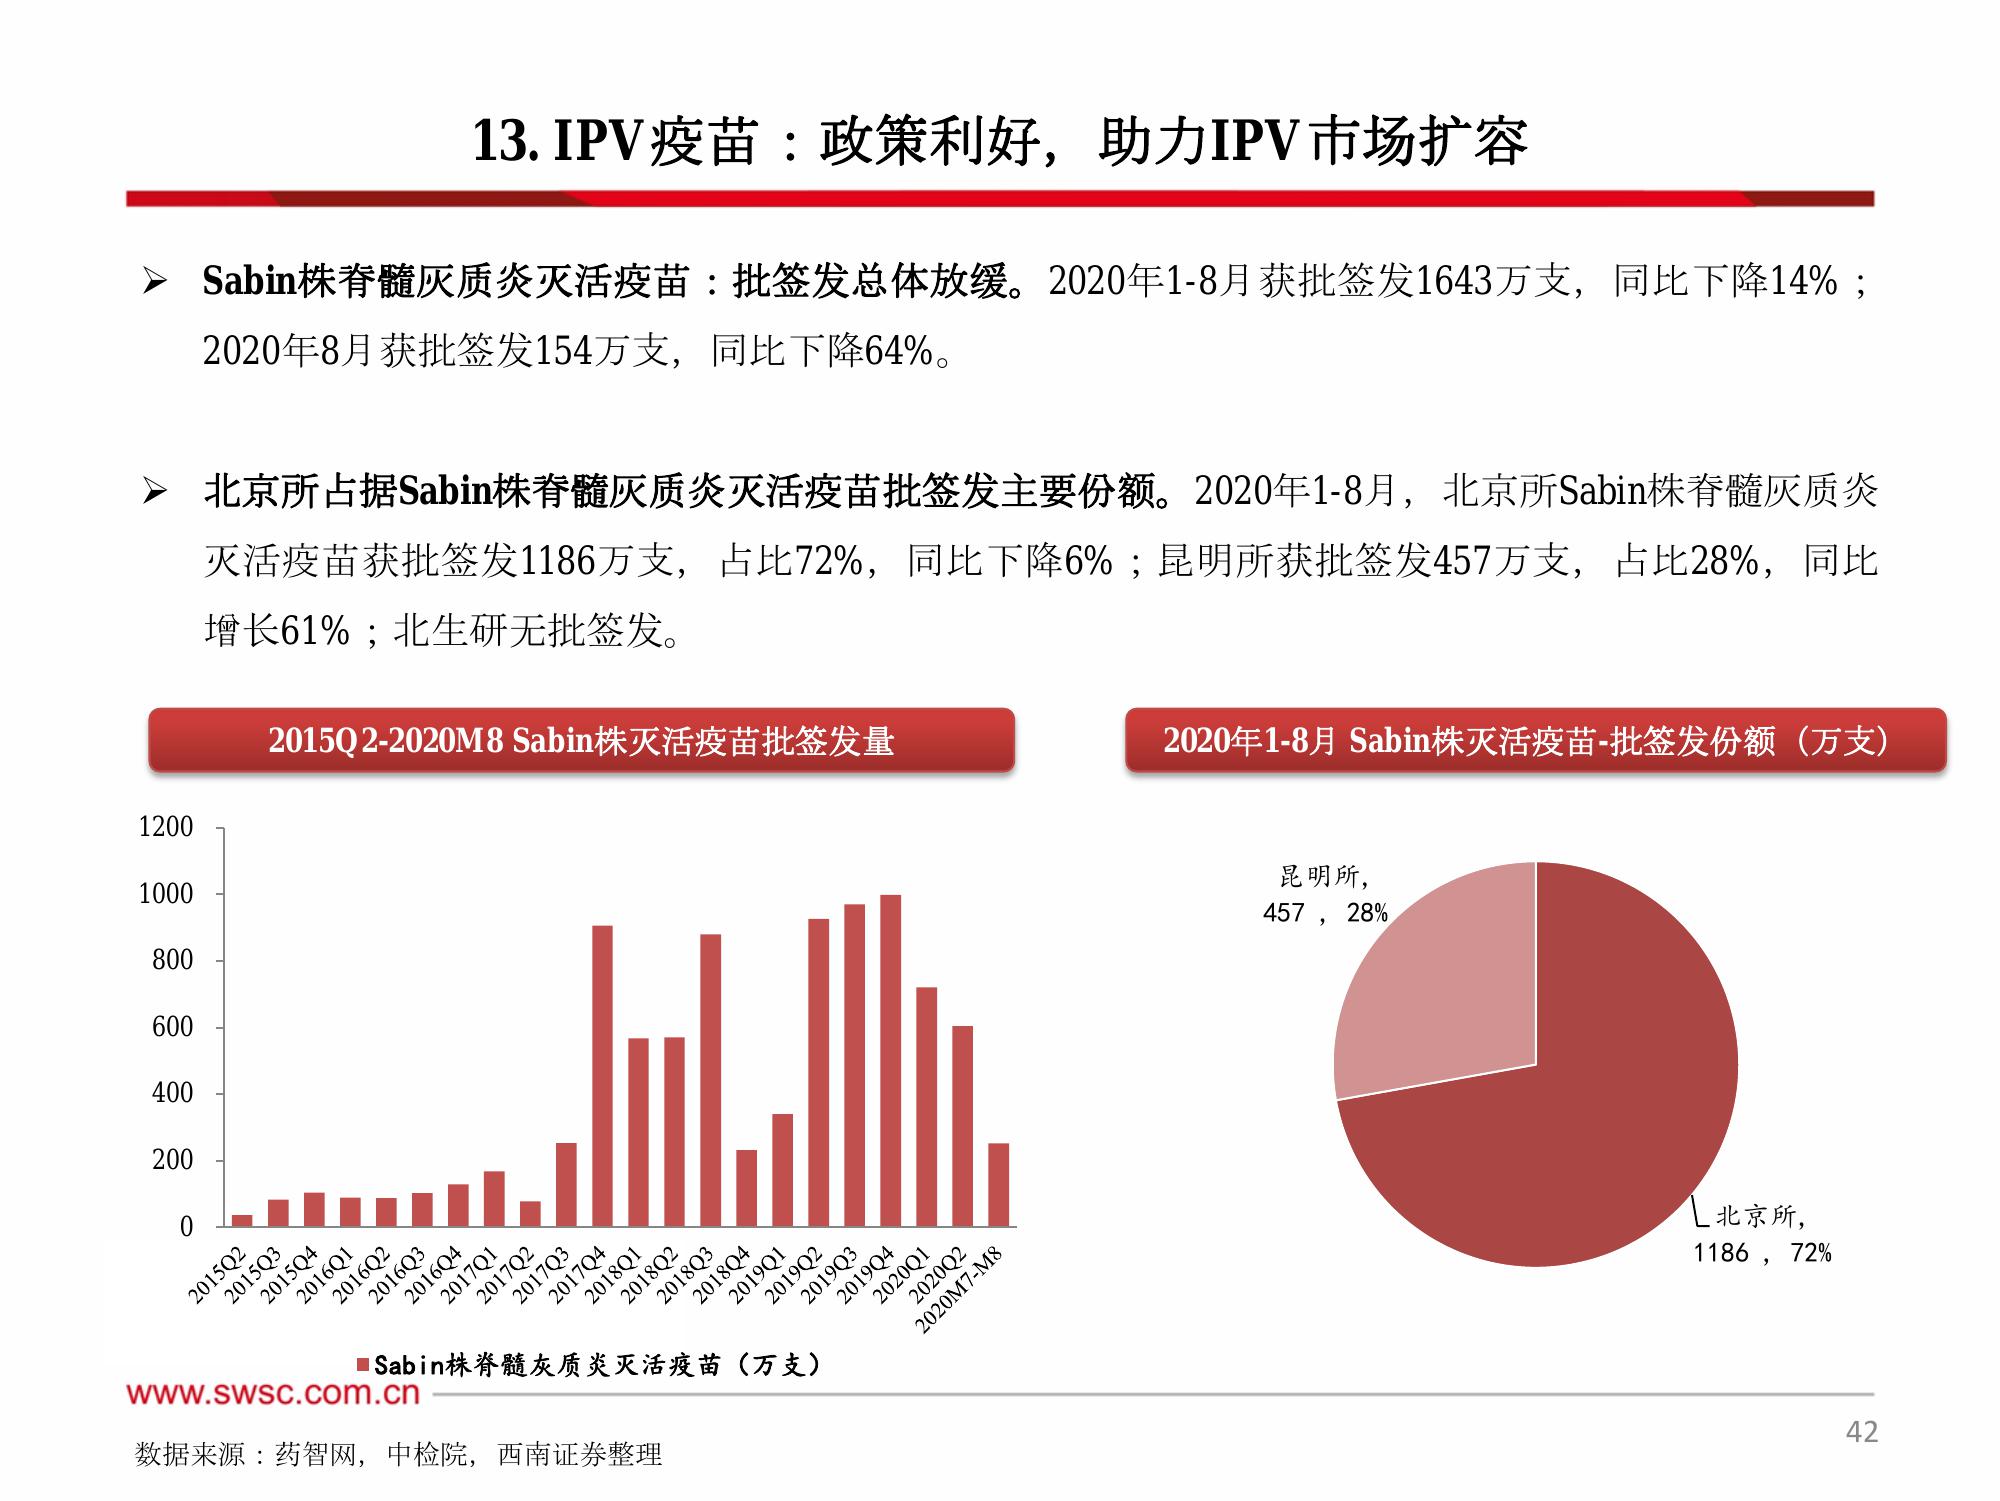 13. IPV疫苗：政策利好，助力IPV市场扩容
➢ Sabin株脊髓灰质炎灭活疫苗：批签发总体放缓。2020年1-8月获批签发1643万支，同比下降14%；
2020年8月获批签发154万支，同比下降64%。
➢ 北京所占据Sabin株脊髓灰质炎灭活疫苗批签发主要份额。2020年1-8月，北京所Sabin株脊髓灰质炎
灭活疫苗获批签发1186万支，占比72%，同比下降6%；昆明所获批签发457万支，占比28%，同比
增长61%；北生研无批签发。
2015Q2-2020M8 Sabin株灭活疫苗批签发量
1200
1000
800
600
400
200
0
2015Q2
2015Q3
2015Q4
2016Q1
2016Q2
2016Q3
2016Q4
2017Q1
2017Q2
2017Q3
2017Q4
2018Q1
2018Q2
2018Q3
2018Q4
2019Q1
2019Q2
2019Q3
2019Q4
2020Q1
2020Q2
2020M7-M8
Sabin株脊髓灰质炎灭活疫苗（万支）
2020年1-8月 Sabin株灭活疫苗-批签发份额（万支）
昆明所，
457 ，28%
北京所，
1186 ，72%
www.swsc.com.cn
数据来源：药智网，中检院，西南证券整理
42